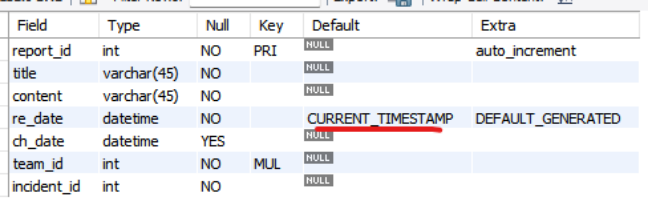 Field Type Null Key Default Extra
report_id int NO PRI NULL auto_increment
title varchar(45) NO NULL
content varchar(45) NO NULL
re_date datetime NO CURRENT_TIMESTAMP DEFAULT_GENERATED
ch_date datetime YES NULL
team_id int NO MUL NULL
incident_id int NO NULL